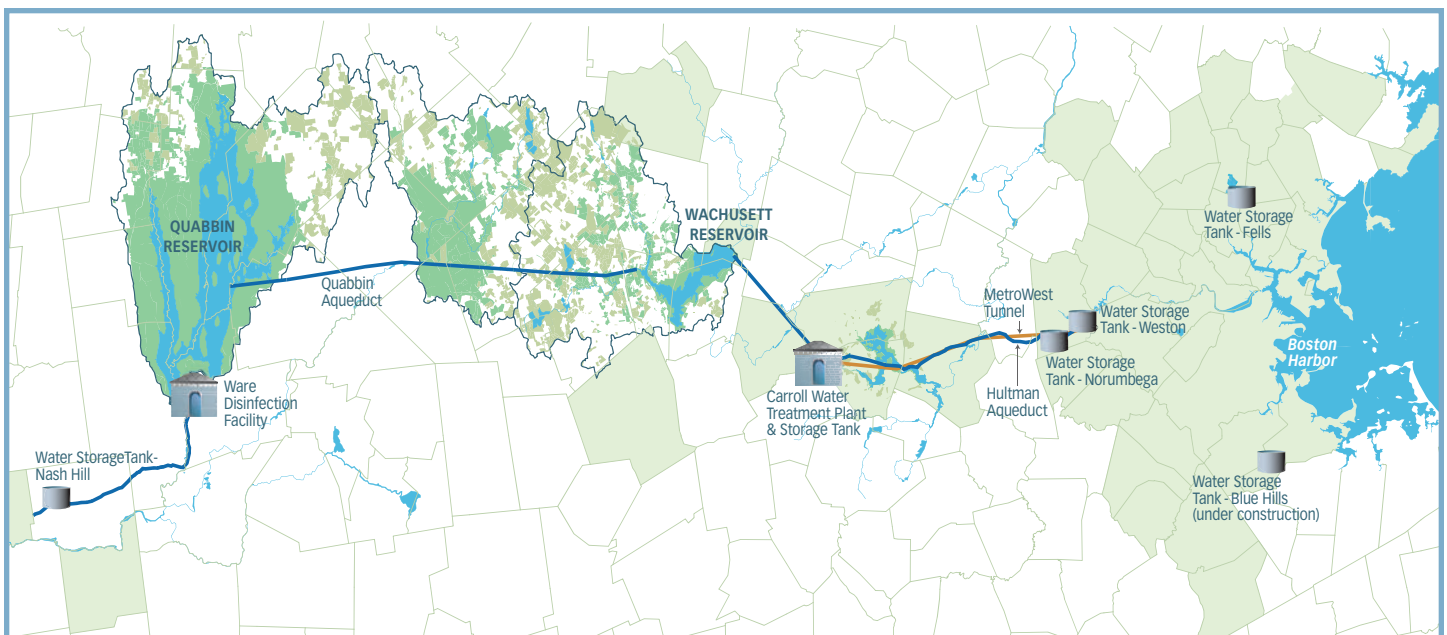 QUABBIN
RESERVOIR
Quabbin
Aqueduct
WACHUSETT
RESERVOIR
Ware
Disinfection
Facility
Water StorageTank-
Nash Hill
Carroll Water
Treatment Plant
& Storage Tank
MetroWest
Tunnel
Hultman
Aqueduct
Water Storage
Tank - Weston
Water Storage
Tank - Norumbega
Water Storage
Tank - Fells
Boston
Harbor
Water Storage
Tank - Blue Hills
(under construction)